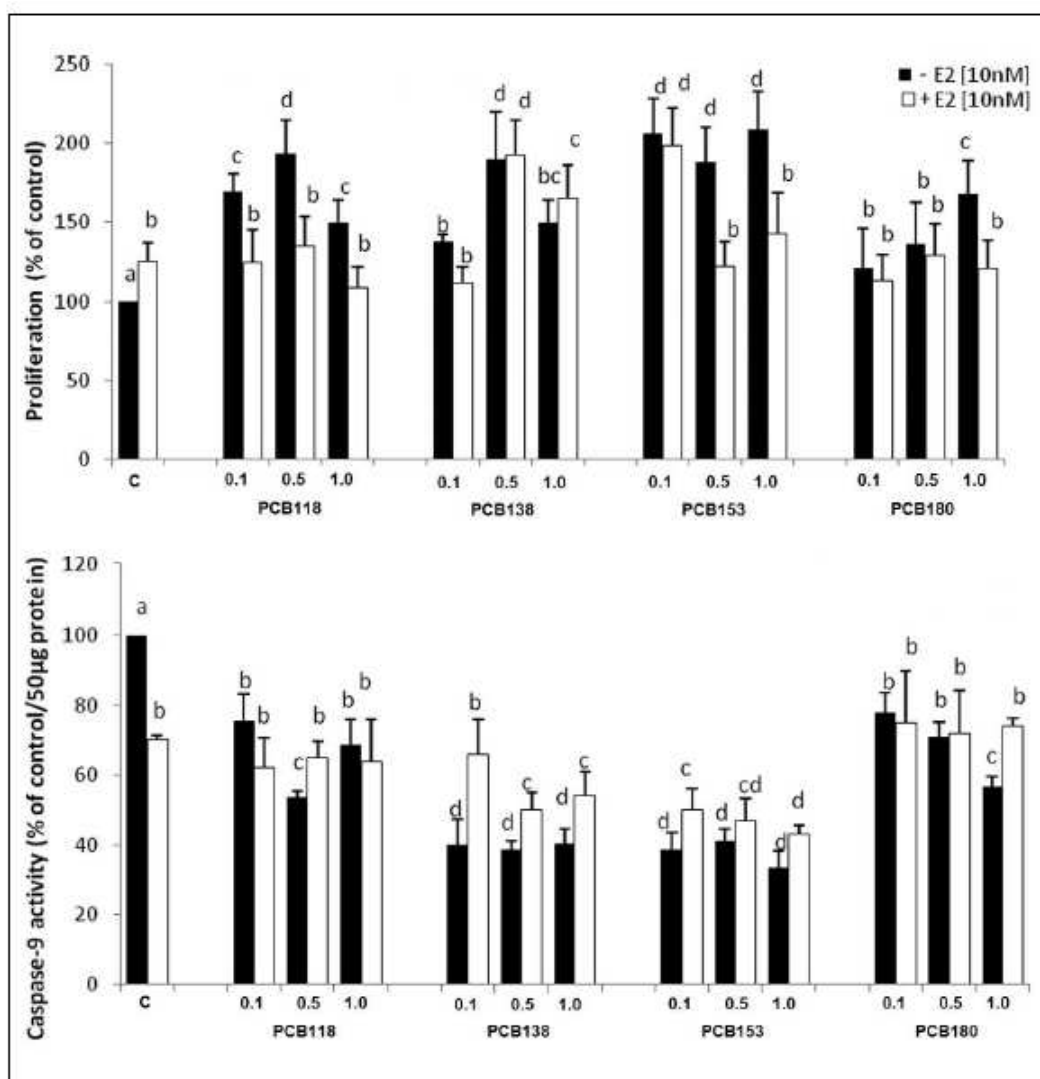 250
200
150
100
50
0
Proliferation (% of control)
- E2 [10nM]
+ E2 [10nM]
a b c b d b c b b b d d bc c d d d b d b b b b b c b
C 0.1 0.5 1.0 0.1 0.5 1.0 0.1 0.5 1.0 0.1 0.5 1.0
PCB118 PCB138 PCB153 PCB180
120
100
80
60
40
20
0
Caspase-9 activity (% of control/50µg protein)
a b b b c b b b d b d c d c d c d cd d d b b b b c b
C 0.1 0.5 1.0 0.1 0.5 1.0 0.1 0.5 1.0 0.1 0.5 1.0
PCB118 PCB138 PCB153 PCB180